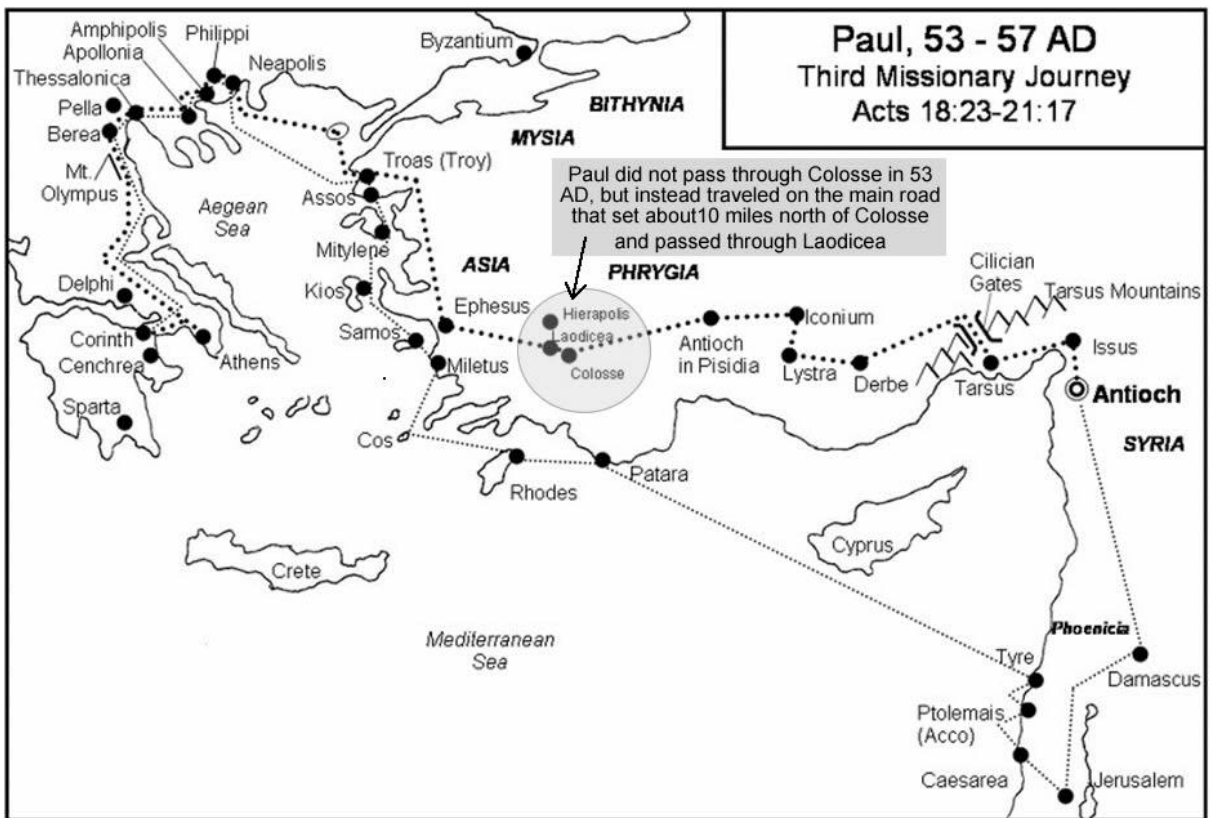 Paul, 53 - 57 AD
Third Missionary Journey
Acts 18:23-21:17
Amphipolis
Apollonia
Thessalonica
Philippi
Neapolis
Byzantium
Pella
Berea
BITHYNIA
MYSIA
Mt.
Olympus
Aegean
Sea
Troas (Troy)
Assos
Mitylene
Paul did not pass through Colosse in 53
AD, but instead traveled on the main road
that set about10 miles north of Colosse
and passed through Laodicea
ASIA
PHRYGIA
Cilician
Gates
Tarsus Mountains
Delphi
Kios
Ephesus
Hierapolis
Laodicea
Colosse
Samos
Miletus
Corinth
Cenchrea
Athens
Sparta
Antioch
in Pisidia
Iconium
Lystra
Derbe
Tarsus
Issus
Antioch
SYRIA
Cos
Rhodes
Patara
Crete
Cyprus
Mediterranean
Sea
Phoenicia
Tyre
Damascus
Ptolemais
(Acco)
Caesarea
Jerusalem